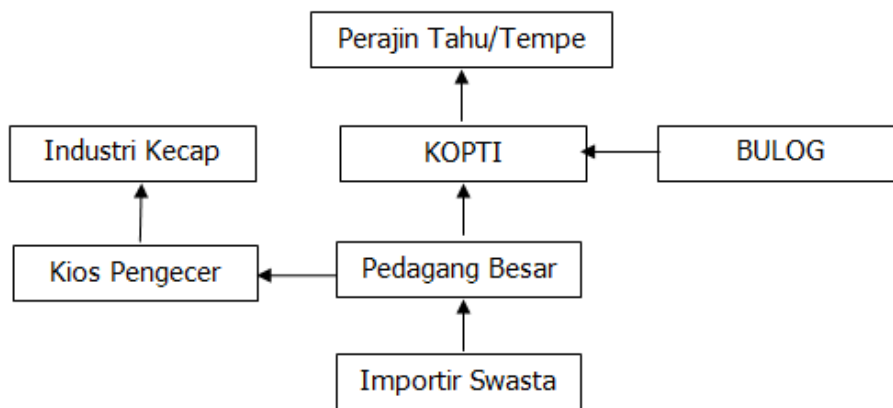 Perajin Tahu/Tempe
Industri Kecap
KOPTI
BULOG
Kios Pengecer
Pedagang Besar
Importir Swasta